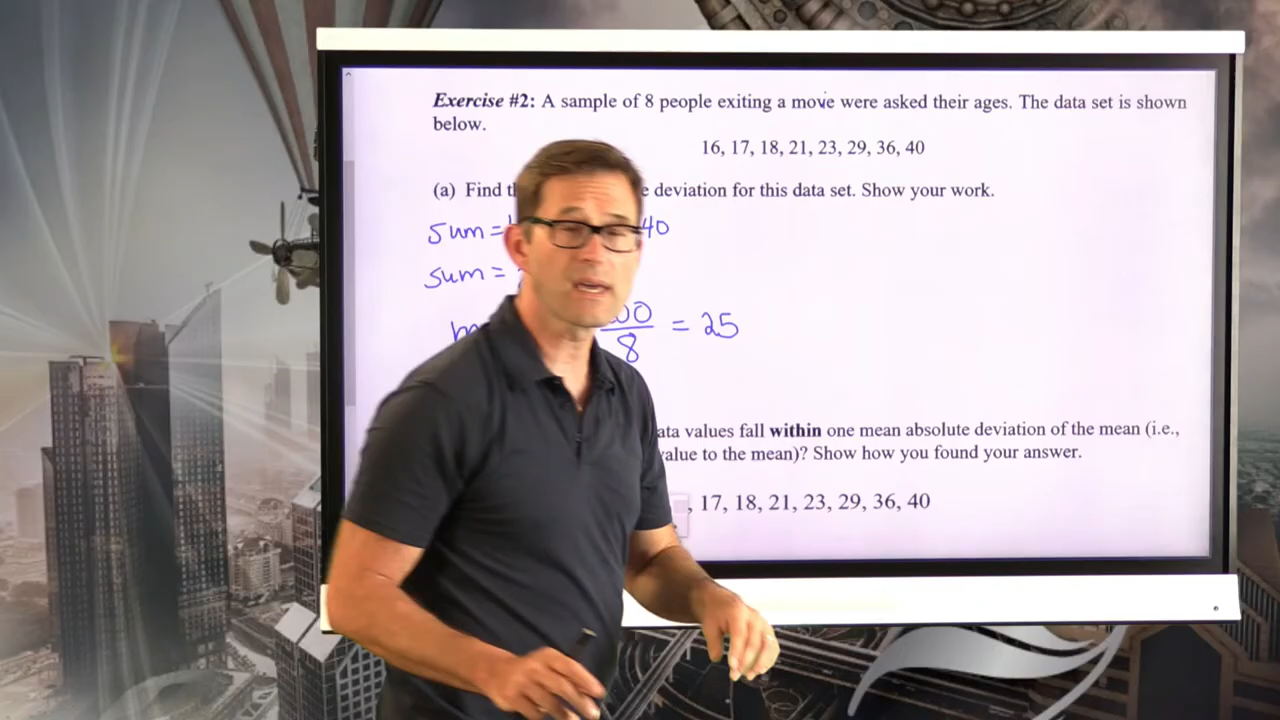 Exercise #2: A sample of 8 people exiting a movie were asked their ages. The data set is shown
below.
16, 17, 18, 21, 23, 29, 36, 40
(a) Find deviation for this data set. Show your work.
sum = 40
sum =
= 25
8
data values fall within one mean absolute deviation of the mean (i.e.,
value to the mean)? Show how you found your answer.
, 17, 18, 21, 23, 29, 36, 40